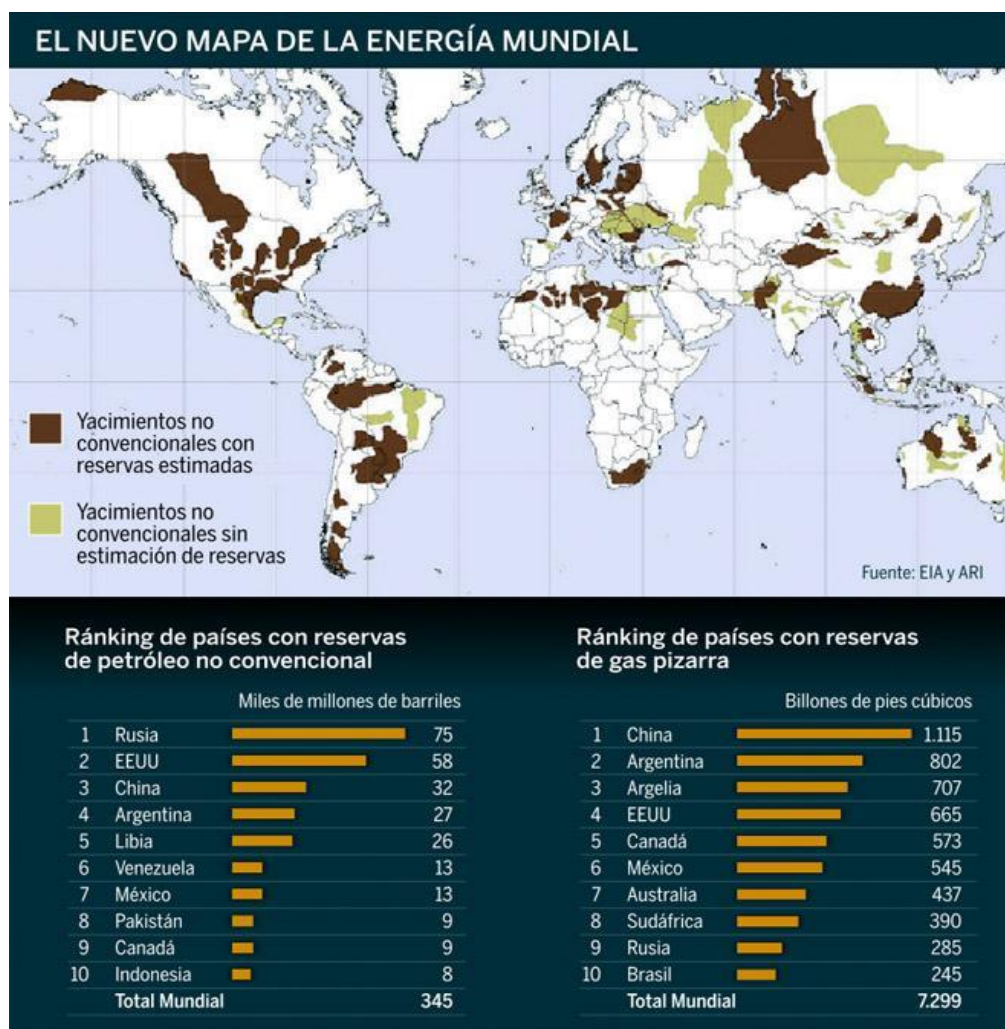 EL NUEVO MAPA DE LA ENERGÍA MUNDIAL
Yacimientos no
convencionales con
reservas estimadas
Yacimientos no
convencionales sin
estimación de reservas
Fuente: EIA y ARI
Ránking de países con reservas
de petróleo no convencional
Miles de millones de barriles
1 Rusia 75
2 EEUU 58
3 China 32
4 Argentina 27
5 Libia 26
6 Venezuela 13
7 México 13
8 Pakistán 9
9 Canadá 9
10 Indonesia 8
Total Mundial 345
Ránking de países con reservas
de gas pizarra
Billones de pies cúbicos
1 China 1.115
2 Argentina 802
3 Argelia 707
4 EEUU 665
5 Canadá 573
6 México 545
7 Australia 437
8 Sudáfrica 390
9 Rusia 285
10 Brasil 245
Total Mundial 7.299